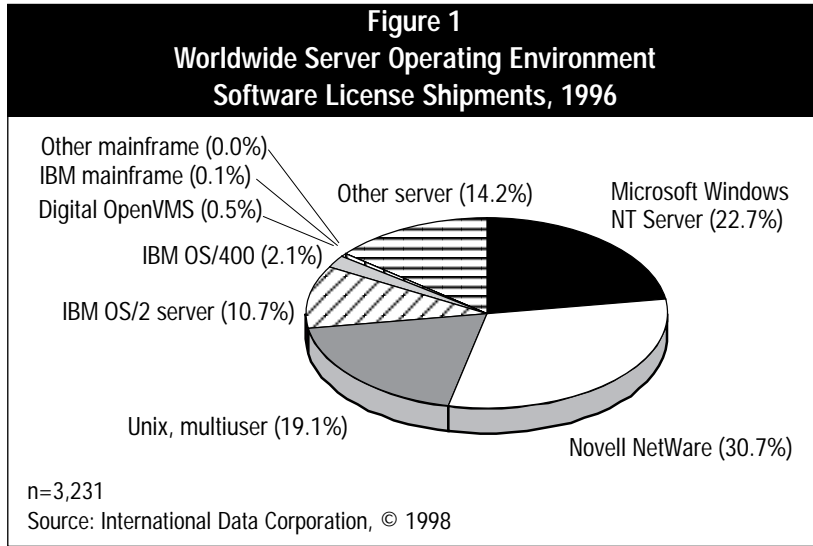 Figure 1
Worldwide Server Operating Environment
Software License Shipments, 1996
Other mainframe (0.0%)
IBM mainframe (0.1%)
Digital OpenVMS (0.5%)
IBM OS/400 (2.1%)
IBM OS/2 server (10.7%)
Unix, multiuser (19.1%)
Other server (14.2%)
Microsoft Windows
NT Server (22.7%)
Novell NetWare (30.7%)
n=3,231
Source: International Data Corporation, © 1998